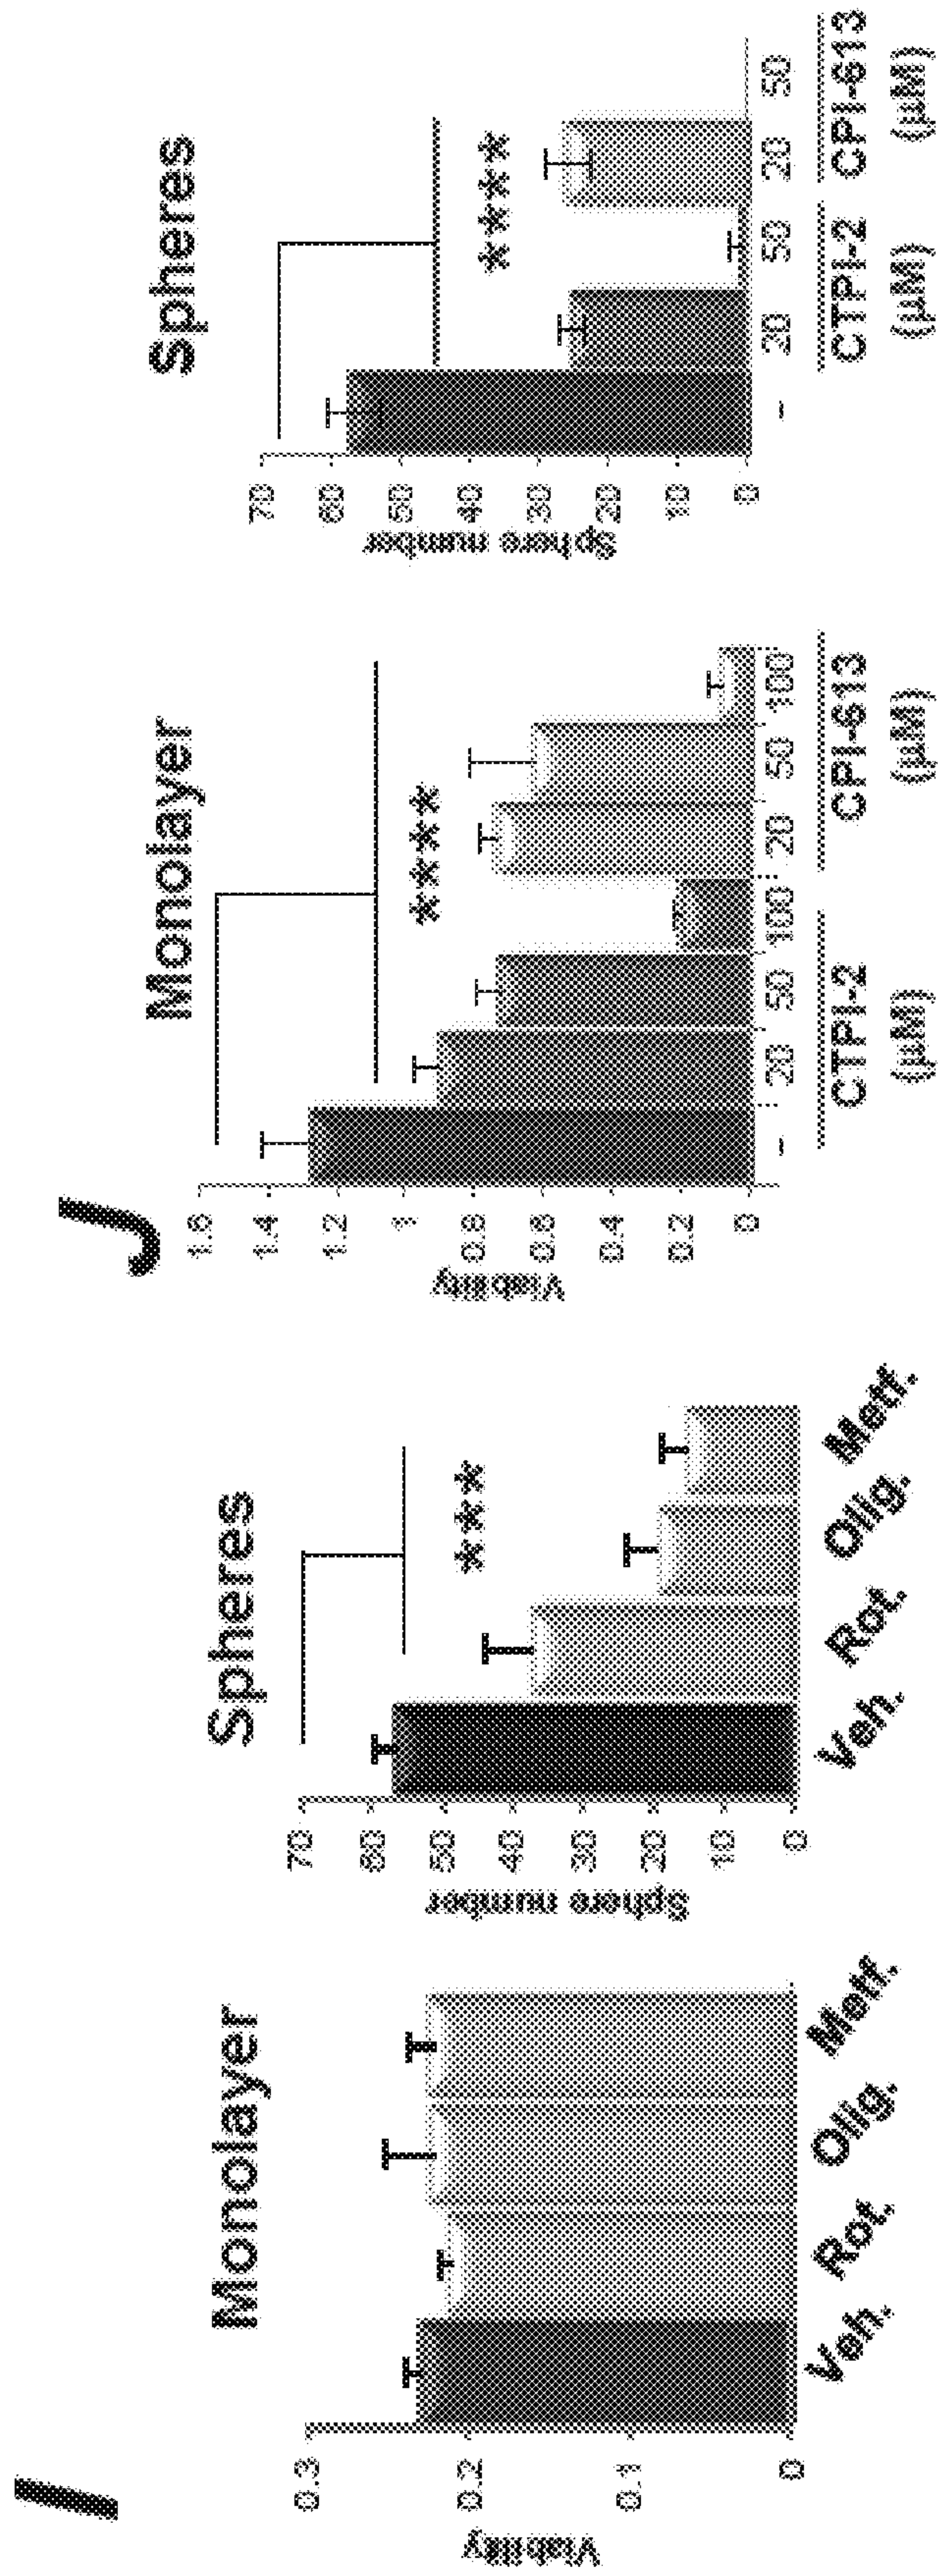 I
Monolayer
Viability
0.3
0.2
0.1
0
Veh. Rot. Olig. Metf.
Spheres
Sphere number
70
60
50
40
30
20
10
0
***
Veh. Rot. Olig. Metf.
J
Monolayer
Viability
1.6
1.4
1.2
1
0.8
0.6
0.4
0.2
0
****
- 20 50 100 20 50 100
CTPI-2 CPI-613
(µM) (µM)
Spheres
Sphere number
70
60
50
40
30
20
10
0
****
- 20 50 20 50
CTPI-2 CPI-613
(µM) (µM)